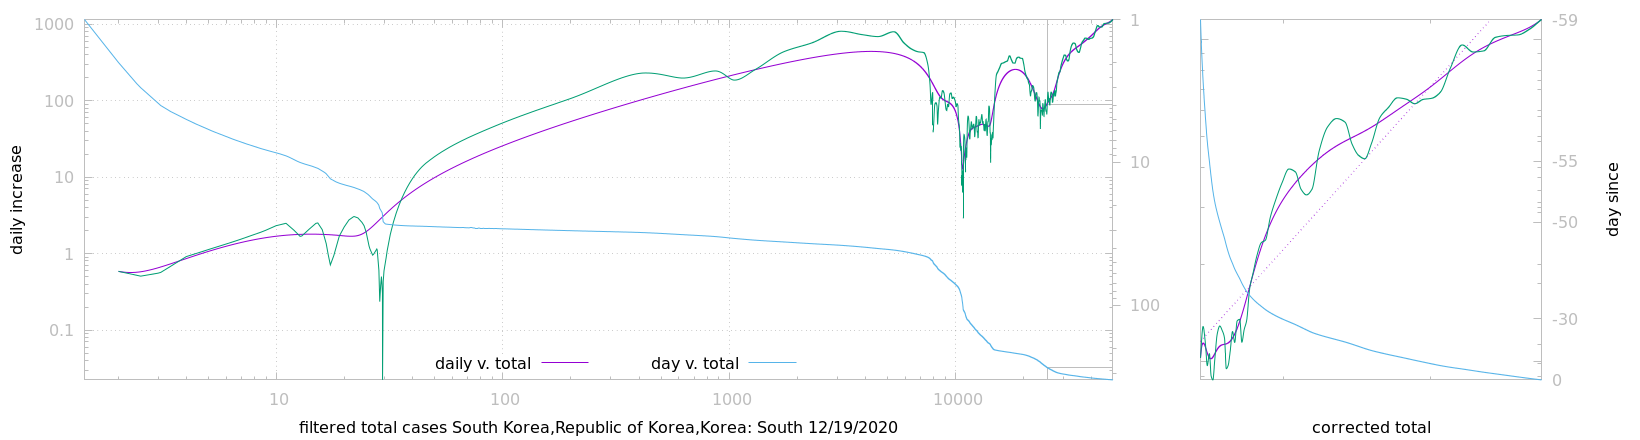 1000
100
10
1
0.1
daily increase
10
100
1000
10000
1
10
100
daily v. total
day v. total
filtered total cases South Korea,Republic of Korea,Korea: South 12/19/2020
-59
-55
-50
-30
0
day since
corrected total